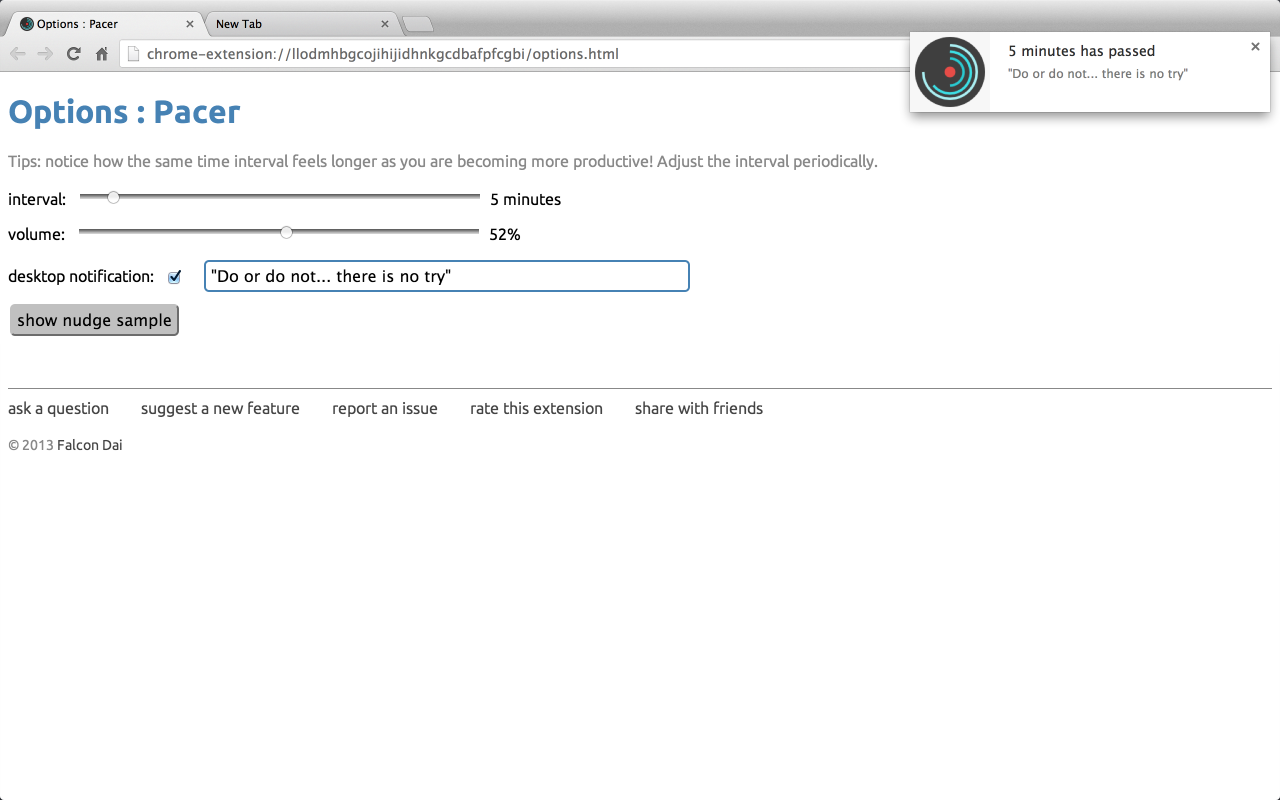 Options : Pacer
New Tab
chrome-extension://llodmhbgcojihijidhnkgcdbafpfcgbi/options.html
5 minutes has passed
"Do or do not... there is no try"
Options : Pacer
Tips: notice how the same time interval feels longer as you are becoming more productive! Adjust the interval periodically.
interval: 5 minutes
volume: 52%
desktop notification: "Do or do not... there is no try"
show nudge sample
ask a question suggest a new feature report an issue rate this extension share with friends
© 2013 Falcon Dai